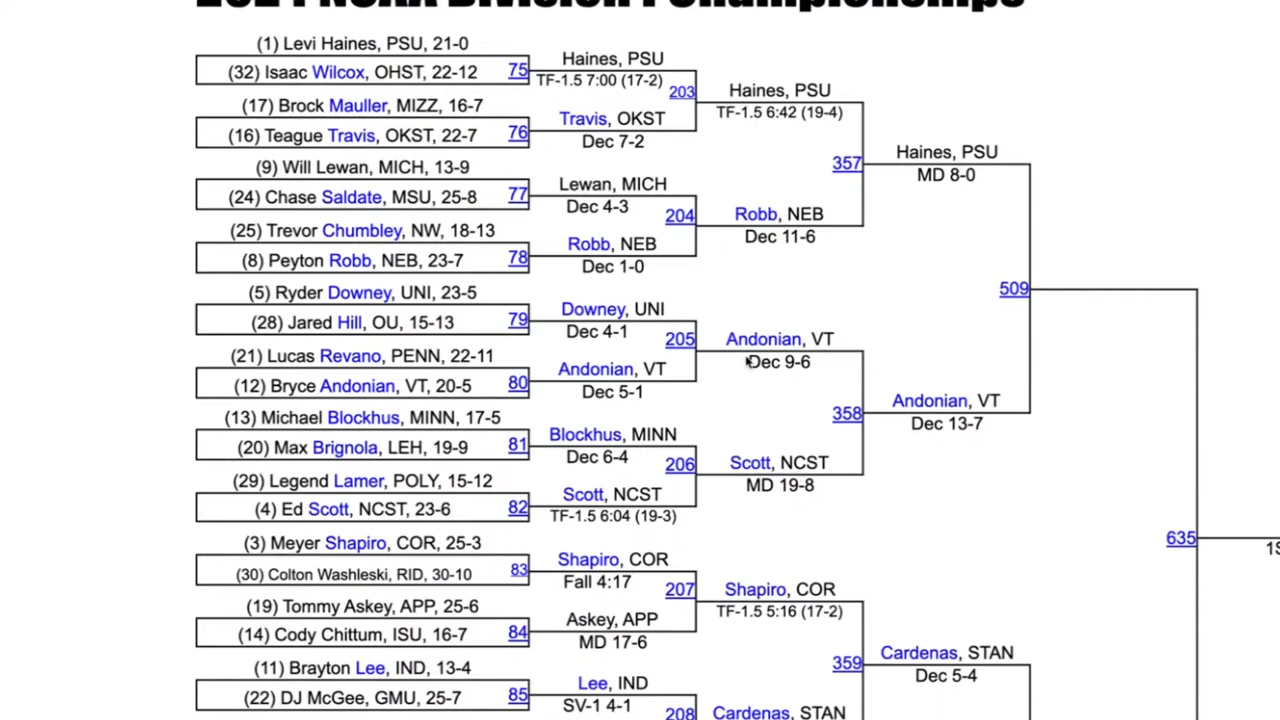 2024 NCAA Division I Championships
(1) Levi Haines, PSU, 21-0
(32) Isaac Wilcox, OHST, 22-12
75
(17) Brock Mauller, MIZZ, 16-7
(16) Teague Travis, OKST, 22-7
76
(9) Will Lewan, MICH, 13-9
(24) Chase Saldate, MSU, 25-8
77
(25) Trevor Chumbley, NW, 18-13
(8) Peyton Robb, NEB, 23-7
78
(5) Ryder Downey, UNI, 23-5
(28) Jared Hill, OU, 15-13
79
(21) Lucas Revano, PENN, 22-11
(12) Bryce Andonian, VT, 20-5
80
(13) Michael Blockhus, MINN, 17-5
(20) Max Brignola, LEH, 19-9
81
(29) Legend Lamer, POLY, 15-12
(4) Ed Scott, NCST, 23-6
82
(3) Meyer Shapiro, COR, 25-3
(30) Colton Washleski, RID, 30-10
83
(19) Tommy Askey, APP, 25-6
(14) Cody Chittum, ISU, 16-7
84
(11) Brayton Lee, IND, 13-4
(22) DJ McGee, GMU, 25-7
85
Haines, PSU
TF-1.5 7:00 (17-2)
203
Travis, OKST
Dec 7-2
Lewan, MICH
Dec 4-3
204
Robb, NEB
Dec 1-0
Downey, UNI
Dec 4-1
205
Andonian, VT
Dec 5-1
Blockhus, MINN
Dec 6-4
206
Scott, NCST
TF-1.5 6:04 (19-3)
Shapiro, COR
Fall 4:17
207
Askey, APP
MD 17-6
Lee, IND
SV-1 4-1
208
Haines, PSU
TF-1.5 6:42 (19-4)
357
Robb, NEB
Dec 11-6
Andonian, VT
Dec 9-6
358
Scott, NCST
MD 19-8
Shapiro, COR
TF-1.5 5:16 (17-2)
359
Cardenas, STAN
Haines, PSU
MD 8-0
509
Andonian, VT
Dec 13-7
Cardenas, STAN
Dec 5-4
635